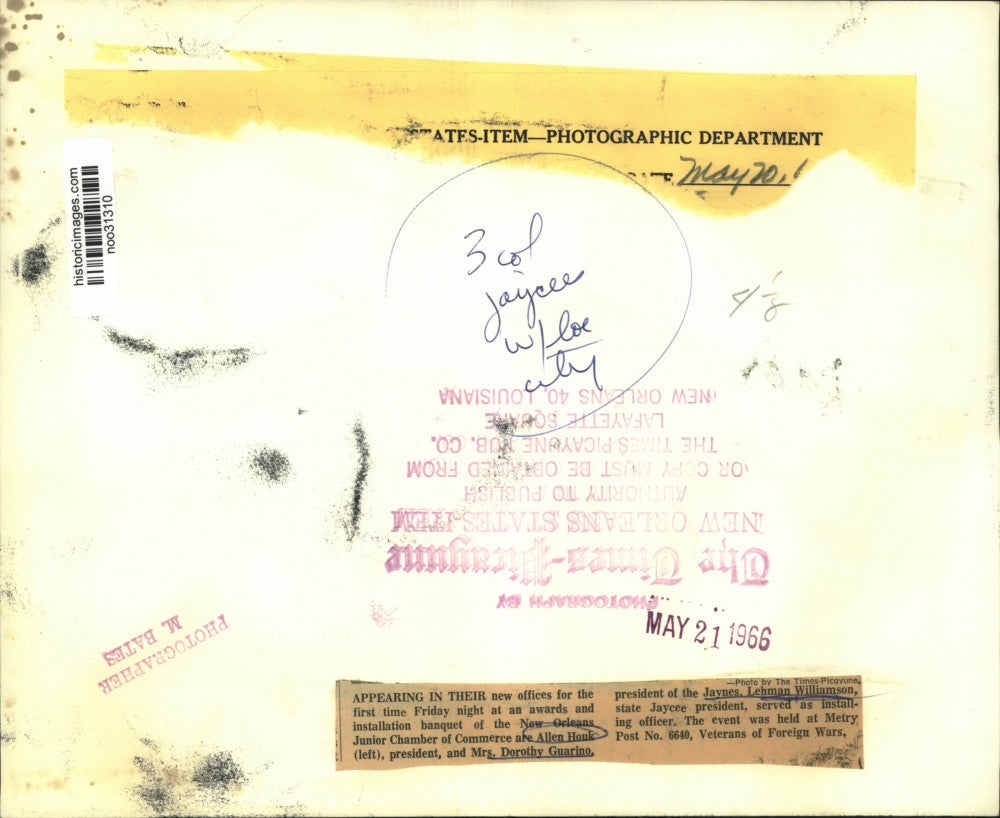 STATES-ITEM—PHOTOGRAPHIC DEPARTMENT
DATE May 20,
historicimages.com
noo31310
3 col
jaycee
w/loe
city
4 1/8
NEW ORLEANS 40, LOUISIANA
LAFAYETTE SQUARE
THE TIMES PICAYUNE PUB. CO.
OR COPY MUST BE OBTAINED FROM
AUTHORITY TO PUBLISH
NEW ORLEANS STATES ITEM
The Times-Picayune
PHOTOGRAPH BY
MAY 21 1966
PHOTOGRAPHER
M. BATES
APPEARING IN THEIR new offices for the
first time Friday night at an awards and
installation banquet of the New Orleans
Junior Chamber of Commerce are Allen Houk
(left), president, and Mrs. Dorothy Guarino,
—Photo by The Times-Picayune.
president of the Jaynes. Lehman Williamson,
state Jaycee president, served as install-
ing officer. The event was held at Metry
Post No. 6640, Veterans of Foreign Wars.